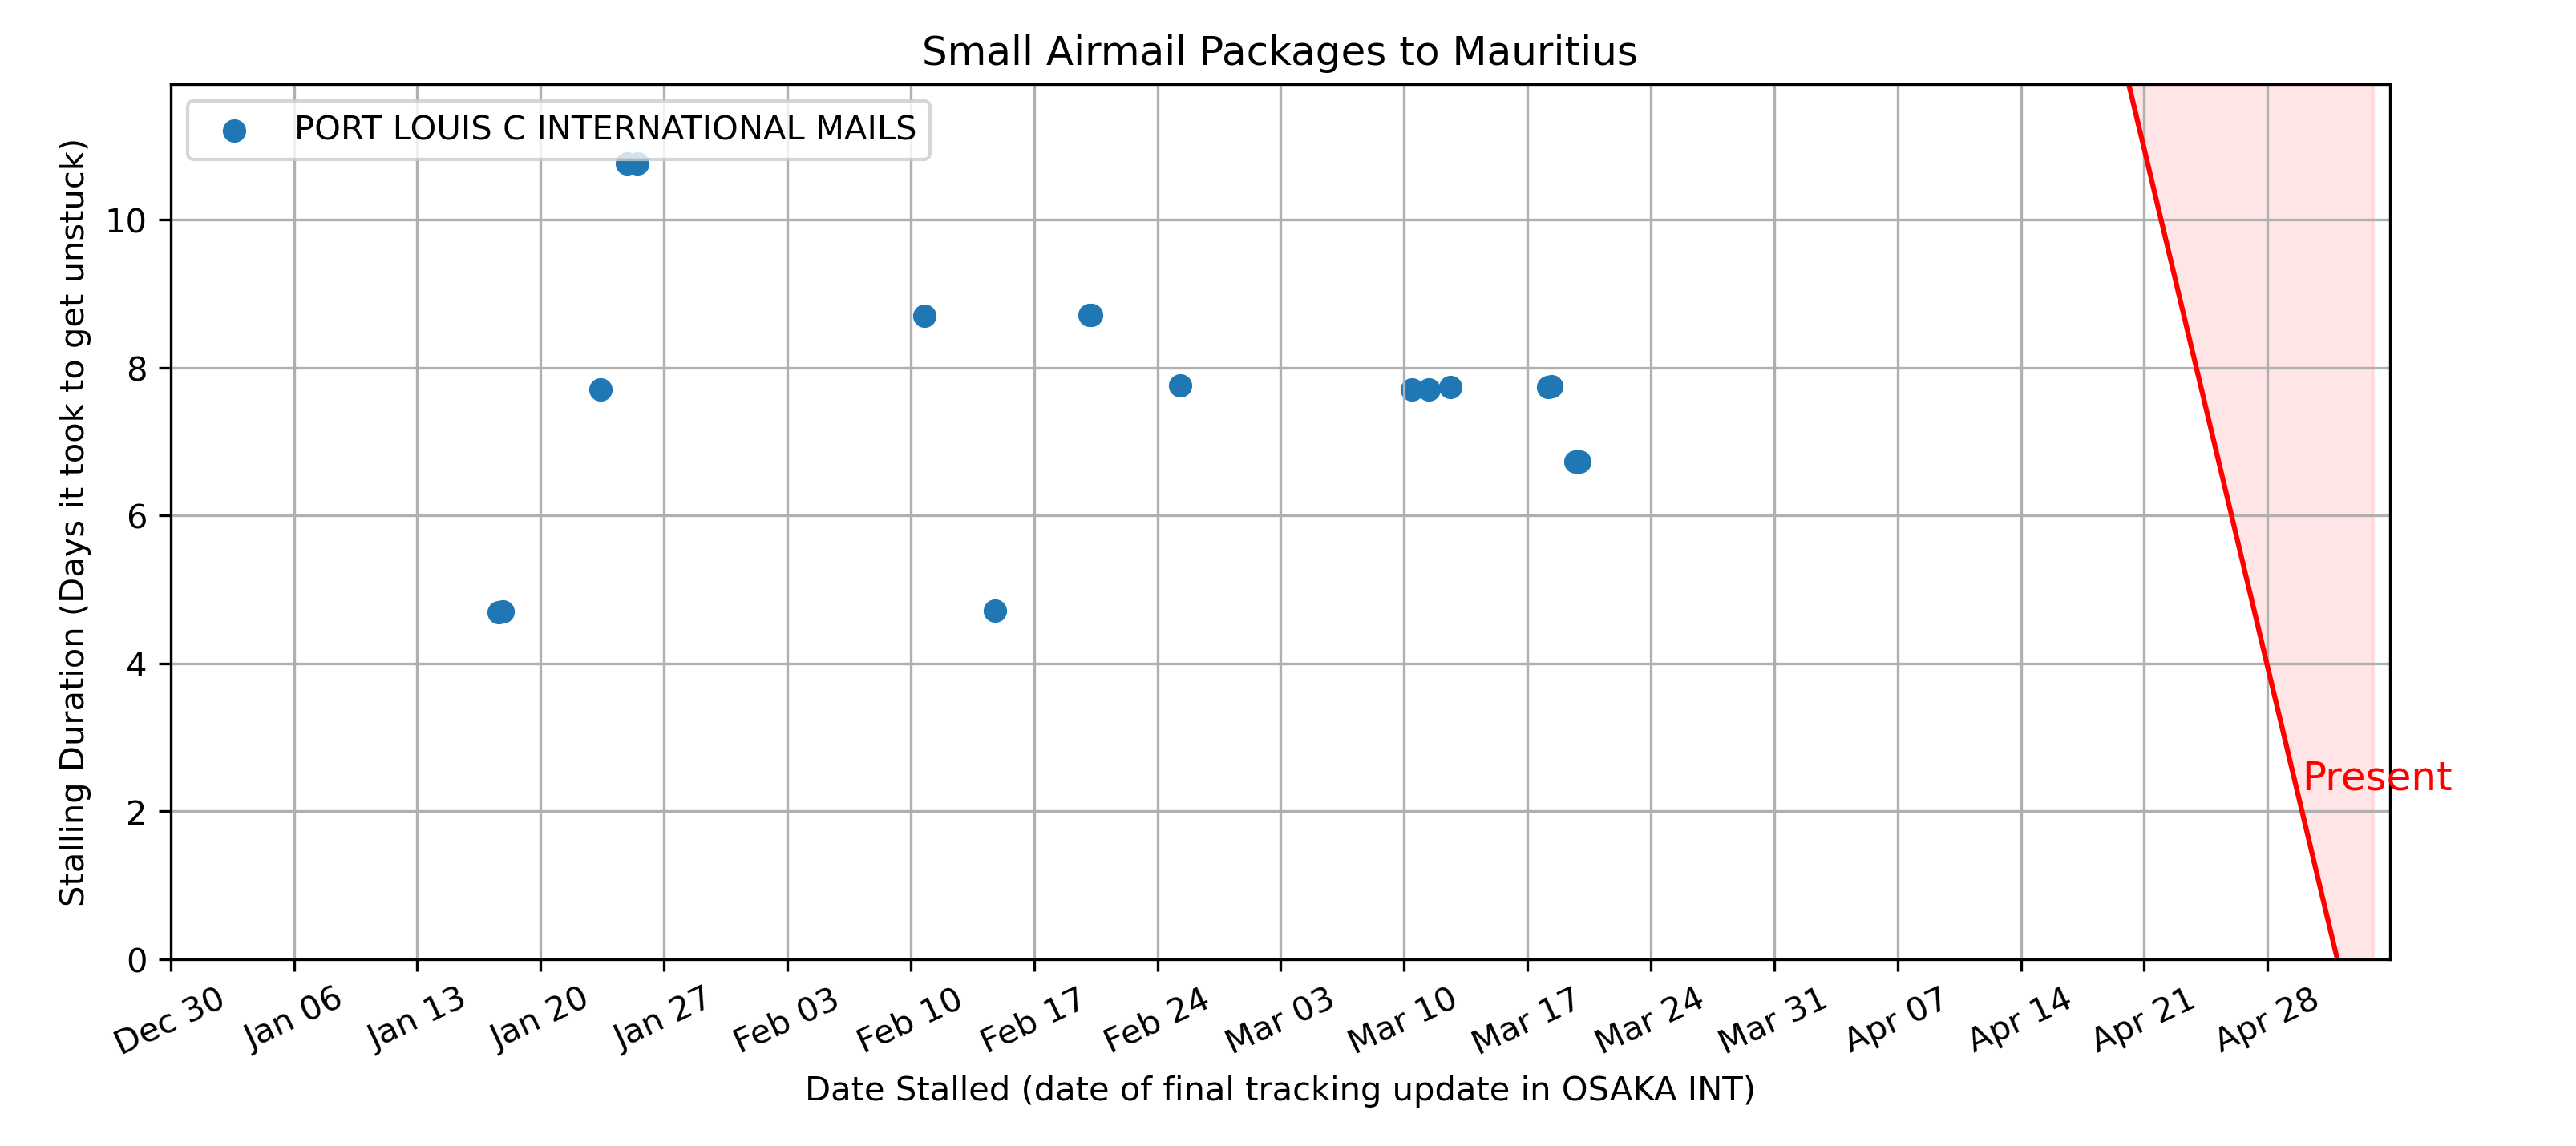 Small Airmail Packages to Mauritius
PORT LOUIS C INTERNATIONAL MAILS
Stalling Duration (Days it took to get unstuck)
10
8
6
4
2
0
Present
Dec 30
Jan 06
Jan 13
Jan 20
Jan 27
Feb 03
Feb 10
Feb 17
Feb 24
Mar 03
Mar 10
Mar 17
Mar 24
Mar 31
Apr 07
Apr 14
Apr 21
Apr 28
Date Stalled (date of final tracking update in OSAKA INT)